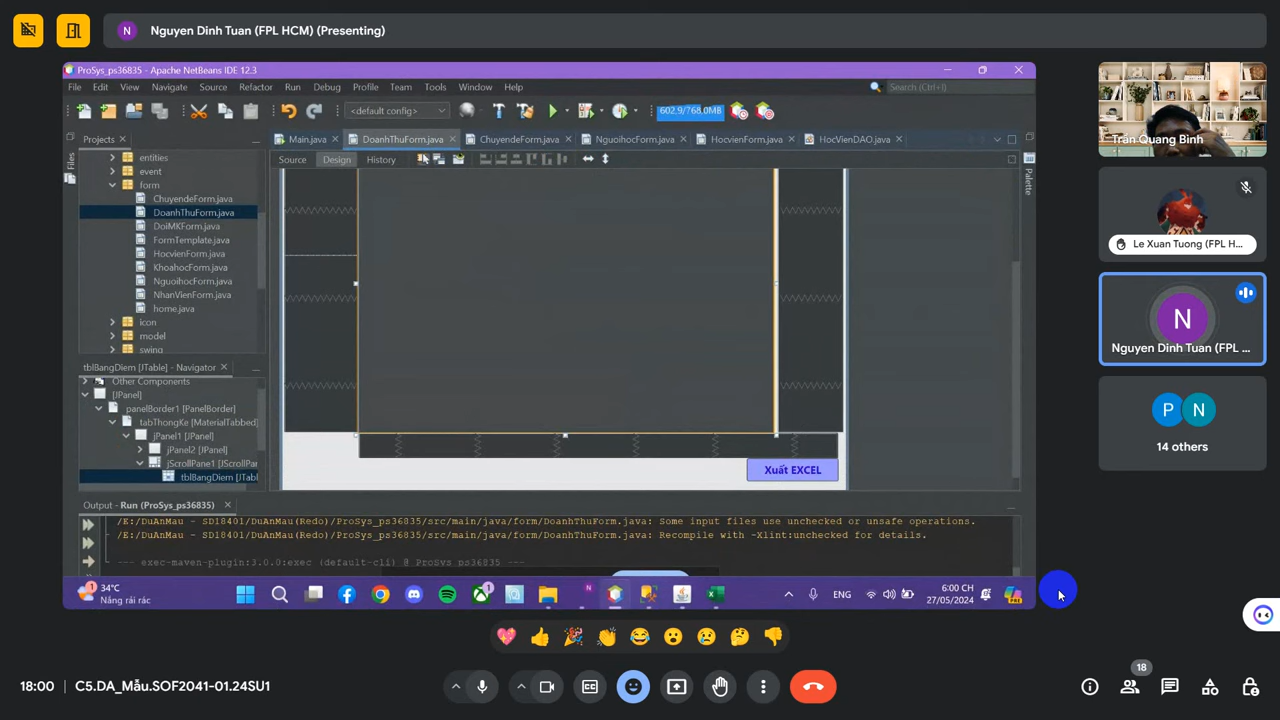 N Nguyen Dinh Tuan (FPL HCM) (Presenting)
ProSys_ps36835 - Apache NetBeans IDE 12.3
File Edit View Navigate Source Refactor Run Debug Profile Team Tools Window Help
Search (Ctrl+I)
<default config>
602.9/768.0MB
Projects
Files
Main.java DoanhThuForm.java ChuyendeForm.java NguoihocForm.java HocvienForm.java HocVienDAO.java
Source Design History
Palette
entities
event
form
ChuyendeForm.java
DoanhThuForm.java
DoiMKForm.java
FormTemplate.java
HocvienForm.java
KhoahocForm.java
NguoihocForm.java
NhanVienForm.java
home.java
icon
model
swing
tblBangDiem [JTable] - Navigator
Other Components
[JPanel]
panelBorder1 [PanelBorder]
tabThongKe [MaterialTabbed]
jPanel1 [JPanel]
jPanel2 [JPanel]
jScrollPane1 [JScrollPan
tblBangDiem [JTabl
Xuất EXCEL
Output - Run (ProSys_ps36835)
/E:/DuAnMau - SD18401/DuAnMau(Redo)/ProSys_ps36835/src/main/java/form/DoanhThuForm.java: Some input files use unchecked or unsafe operations.
/E:/DuAnMau - SD18401/DuAnMau(Redo)/ProSys_ps36835/src/main/java/form/DoanhThuForm.java: Recompile with -Xlint:unchecked for details.
--- exec-maven-plugin:3.0.0:exec (default-cli) @ ProSys_ps36835 ---
1
34°C
Nắng rải rác
1
ENG
6:00 CH
27/05/2024
Trần Quang Bình
Le Xuan Tuong (FPL H...
N
Nguyen Dinh Tuan (FPL ...
P N
14 others
18:00 | C5.DA_Mẫu.SOF2041-01.24SU1
18